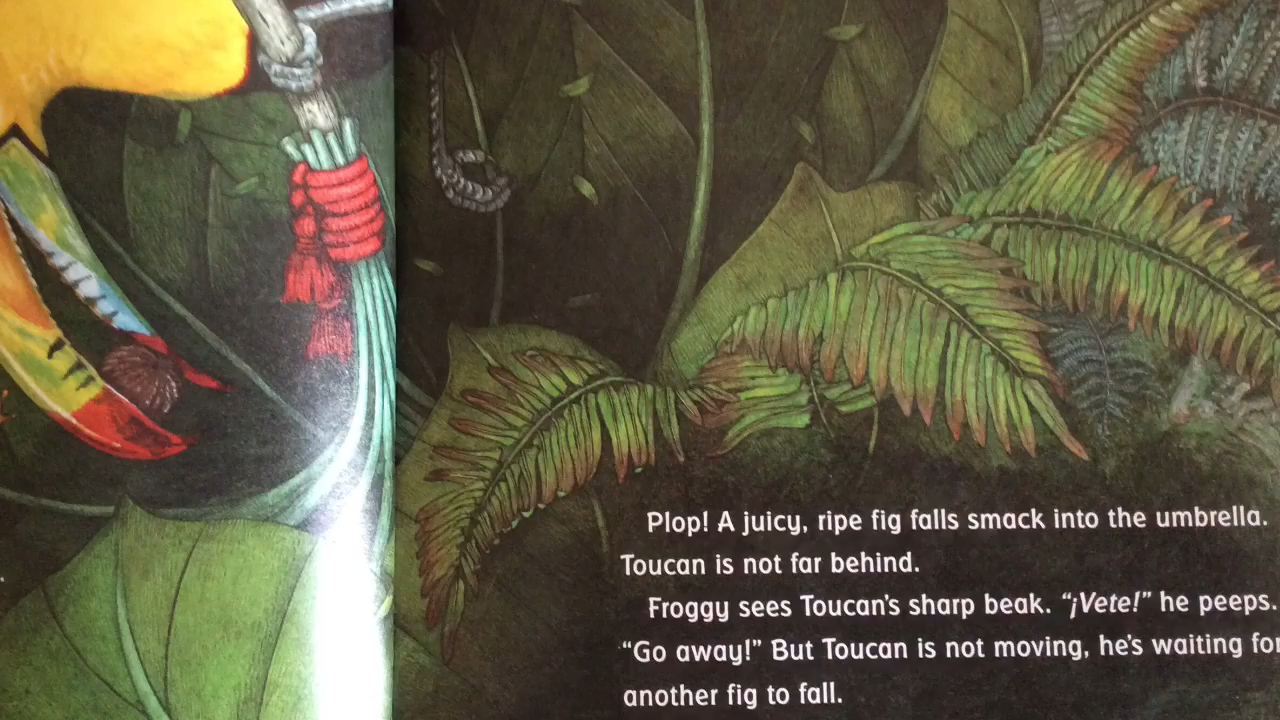 Plop! A juicy, ripe fig falls smack into the umbrella.
Toucan is not far behind.
Froggy sees Toucan's sharp beak. “¡Vete!” he peeps.
“Go away!” But Toucan is not moving, he's waiting for
another fig to fall.